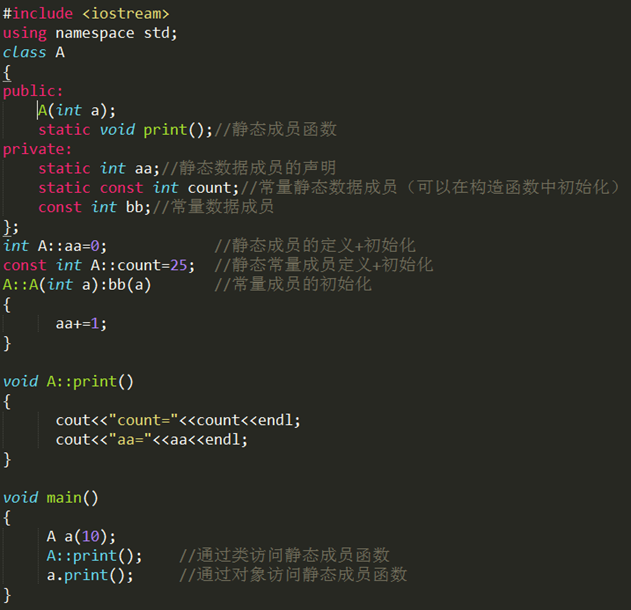 #include <iostream>
using namespace std;
class A
{
public:
    A(int a);
    static void print();//静态成员函数
private:
    static int aa;//静态数据成员的声明
    static const int count;//常量静态数据成员（可以在构造函数中初始化）
    const int bb;//常量数据成员
};
int A::aa=0;            //静态成员的定义+初始化
const int A::count=25;  //静态常量成员定义+初始化
A::A(int a):bb(a)       //常量成员的初始化
{
      aa+=1;
}
void A::print()
{
      cout<<"count="<<count<<endl;
      cout<<"aa="<<aa<<endl;
}
void main()
{
     A a(10);
     A::print();    //通过类访问静态成员函数
     a.print();     //通过对象访问静态成员函数
}